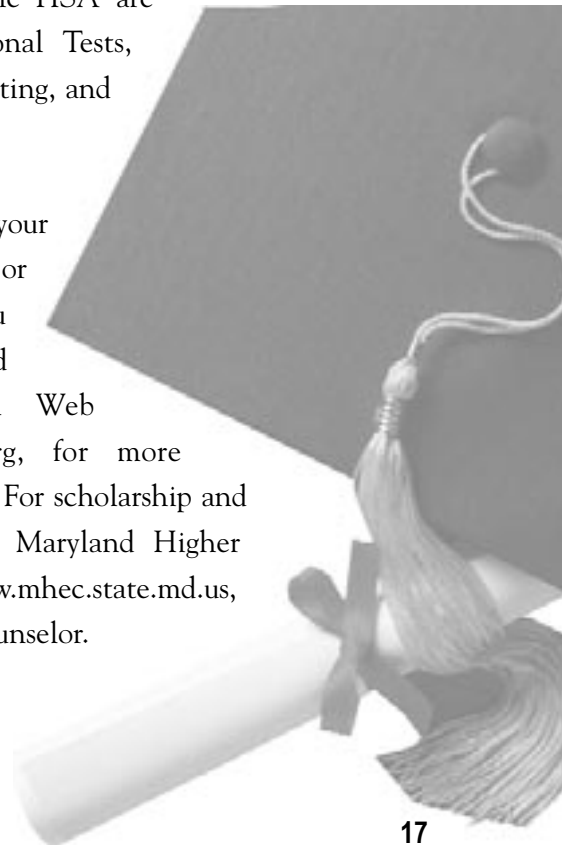 HSA are
onal Tests,
ting, and
your
or
Web
rg, for more
For scholarship and
Maryland Higher
w.mhec.state.md.us,
unselor.
17